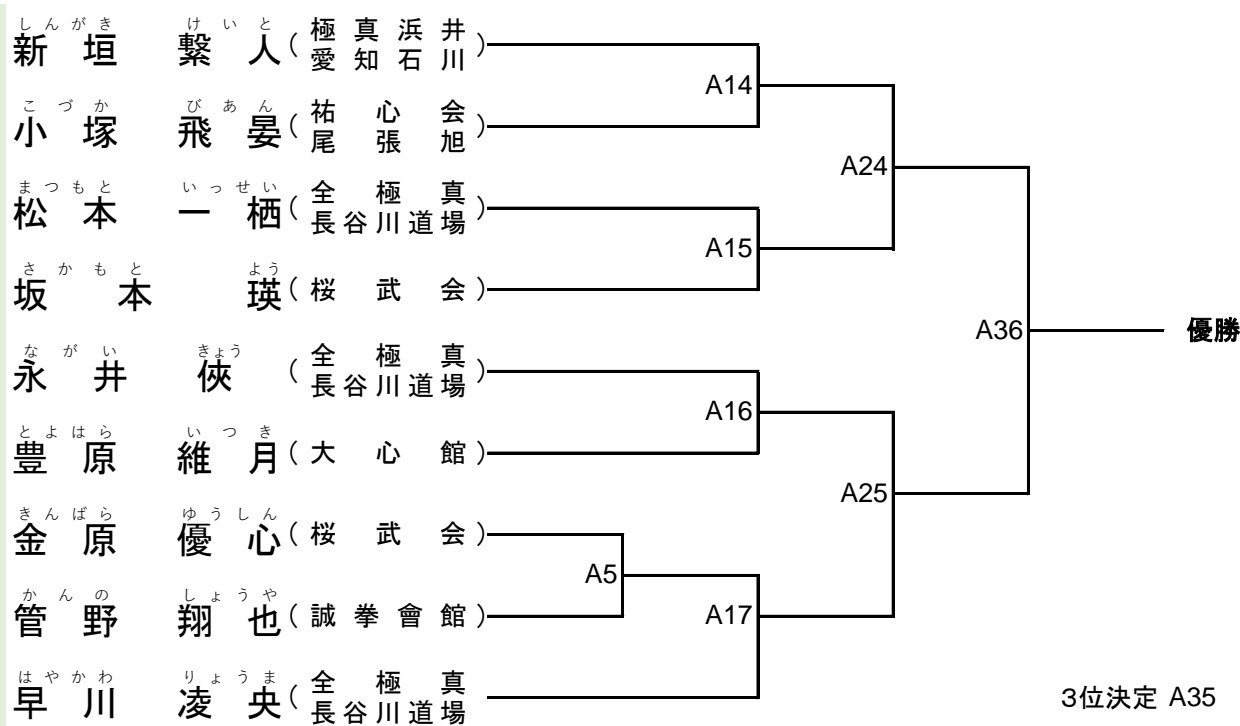 しんがき けいと
新垣 繋人(極真浜井 愛知石川)
A14
こづか びあん
小塚 飛晏(祐心会 尾張旭)
A24
まつもと いっせい
松本 一栖(全極真 長谷川道場)
A15
さかもと よう
坂本 瑛(桜武会)
A36
優勝
ながい きょう
永井 俠(全極真 長谷川道場)
A16
とよはら いつき
豊原 維月(大心館)
A25
きんばら ゆうしん
金原 優心(桜武会)
A5
かんの しょうや
管野 翔也(誠拳會館)
A17
はやかわ りょうま
早川 凌央(全極真 長谷川道場
3位決定 A35